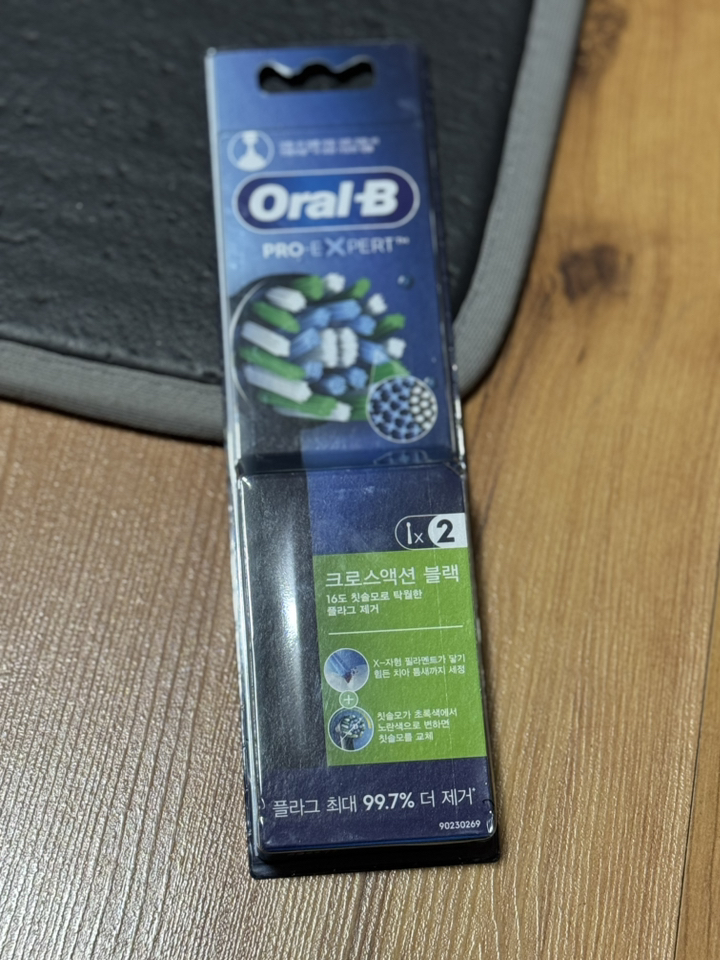 Oral-B
PRO-EXPERT™
x 2
크로스액션 블랙
16도 칫솔모로 탁월한
플라그 제거
X-자형 필라멘트가 닿기
힘든 치아 틈새까지 세정
+
칫솔모가 초록색에서
노란색으로 변하면
칫솔모를 교체
플라그 최대 99.7% 더 제거*
90230269